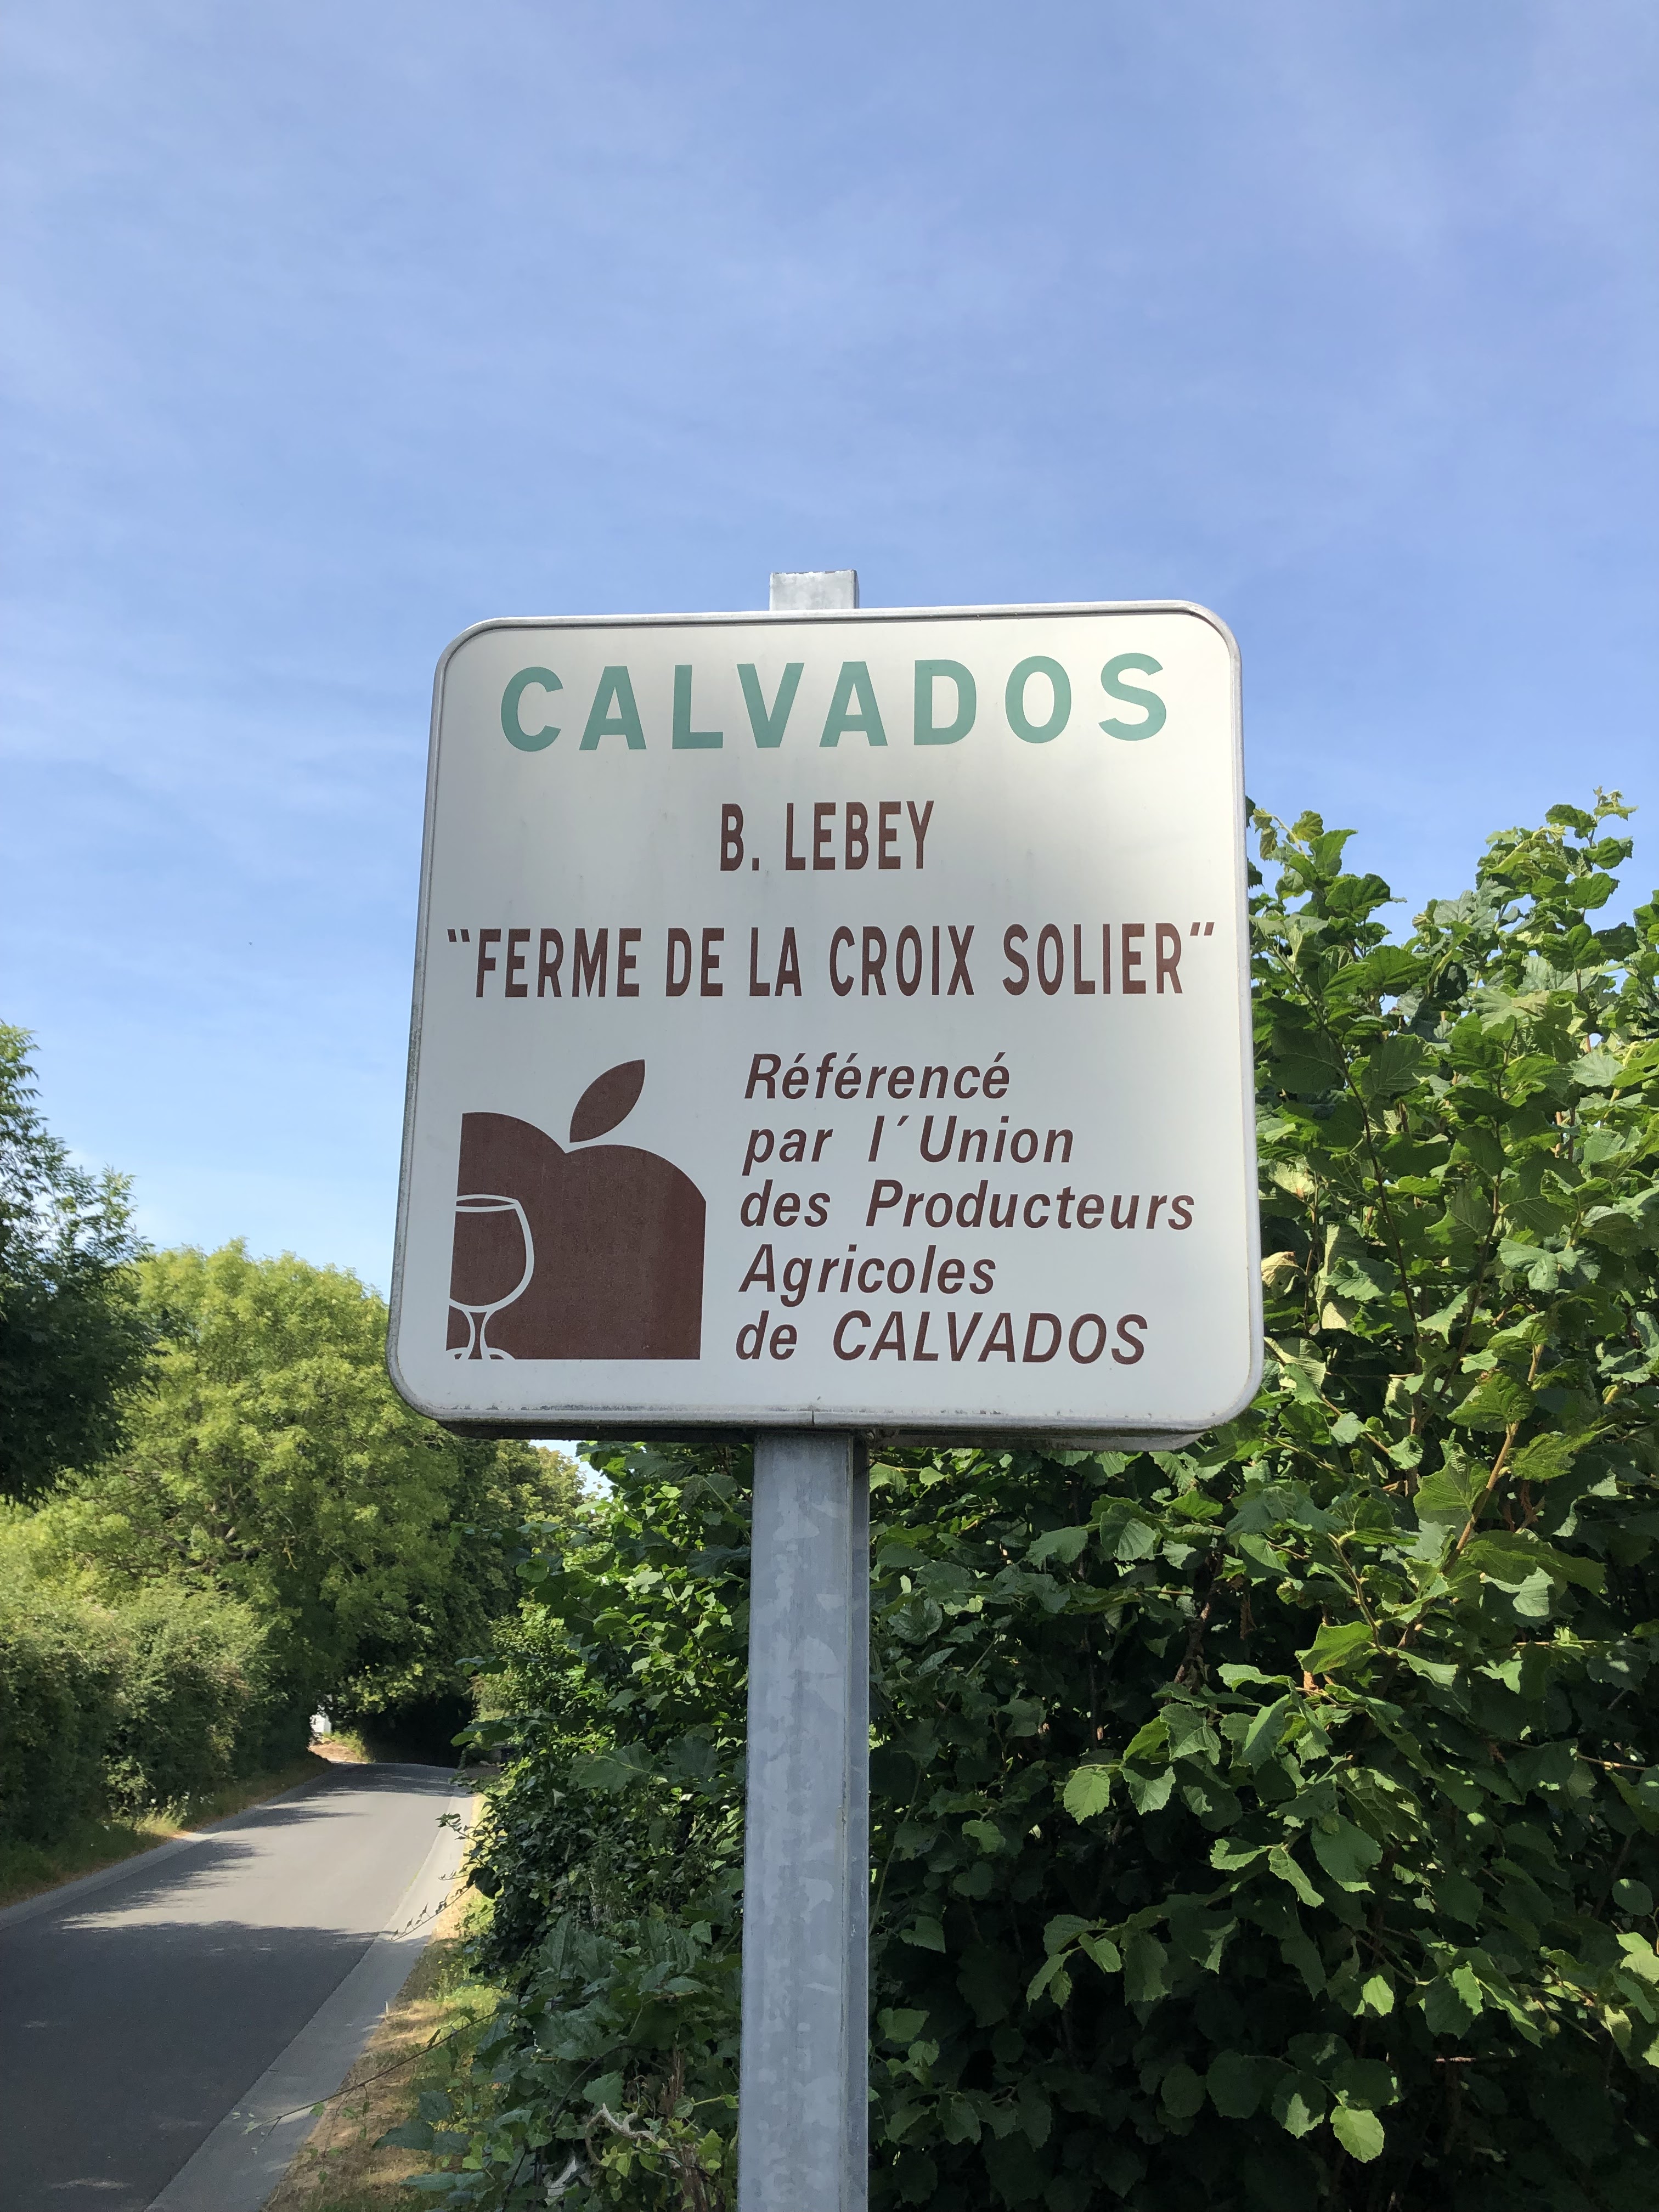 CALVADOS
B. LEBEY
"FERME DE LA CROIX SOLIER"
Référencé
par l´Union
des Producteurs
Agricoles
de CALVADOS